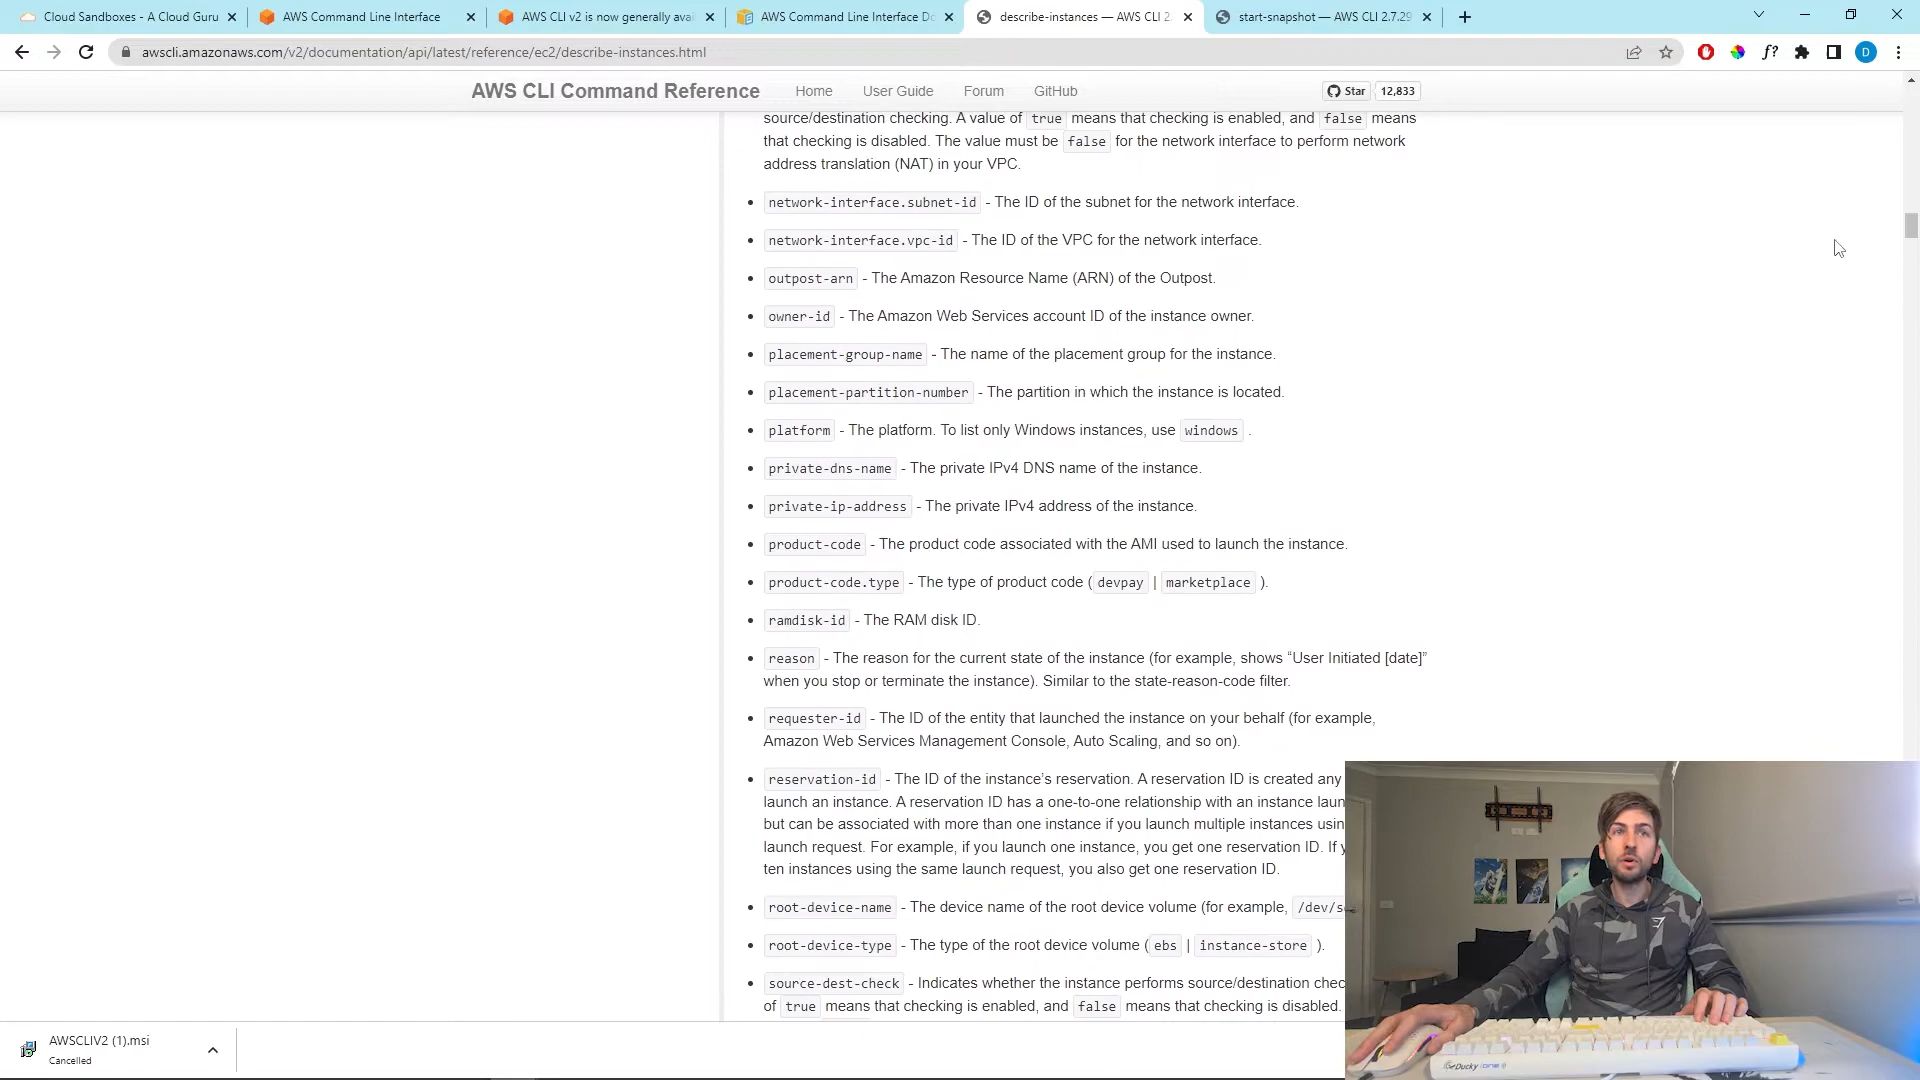 Cloud Sandboxes - A Cloud Guru
AWS Command Line Interface
AWS CLI v2 is now generally avai
AWS Command Line Interface Do
describe-instances — AWS CLI 2
start-snapshot — AWS CLI 2.7.29
awscli.amazonaws.com/v2/documentation/api/latest/reference/ec2/describe-instances.html
f?
D
AWS CLI Command Reference Home User Guide Forum GitHub Star 12,833
source/destination checking. A value of true means that checking is enabled, and false means
that checking is disabled. The value must be false for the network interface to perform network
address translation (NAT) in your VPC.
network-interface.subnet-id - The ID of the subnet for the network interface.
network-interface.vpc-id - The ID of the VPC for the network interface.
outpost-arn - The Amazon Resource Name (ARN) of the Outpost.
owner-id - The Amazon Web Services account ID of the instance owner.
placement-group-name - The name of the placement group for the instance.
placement-partition-number - The partition in which the instance is located.
platform - The platform. To list only Windows instances, use windows .
private-dns-name - The private IPv4 DNS name of the instance.
private-ip-address - The private IPv4 address of the instance.
product-code - The product code associated with the AMI used to launch the instance.
product-code.type - The type of product code ( devpay | marketplace ).
ramdisk-id - The RAM disk ID.
reason - The reason for the current state of the instance (for example, shows “User Initiated [date]”
when you stop or terminate the instance). Similar to the state-reason-code filter.
requester-id - The ID of the entity that launched the instance on your behalf (for example,
Amazon Web Services Management Console, Auto Scaling, and so on).
reservation-id - The ID of the instance’s reservation. A reservation ID is created any
launch an instance. A reservation ID has a one-to-one relationship with an instance laun
but can be associated with more than one instance if you launch multiple instances usin
launch request. For example, if you launch one instance, you get one reservation ID. If y
ten instances using the same launch request, you also get one reservation ID.
root-device-name - The device name of the root device volume (for example, /dev/s
root-device-type - The type of the root device volume ( ebs | instance-store ).
source-dest-check - Indicates whether the instance performs source/destination chec
of true means that checking is enabled, and false means that checking is disabled.
AWSCLIV2 (1).msi
Cancelled
Ducky One